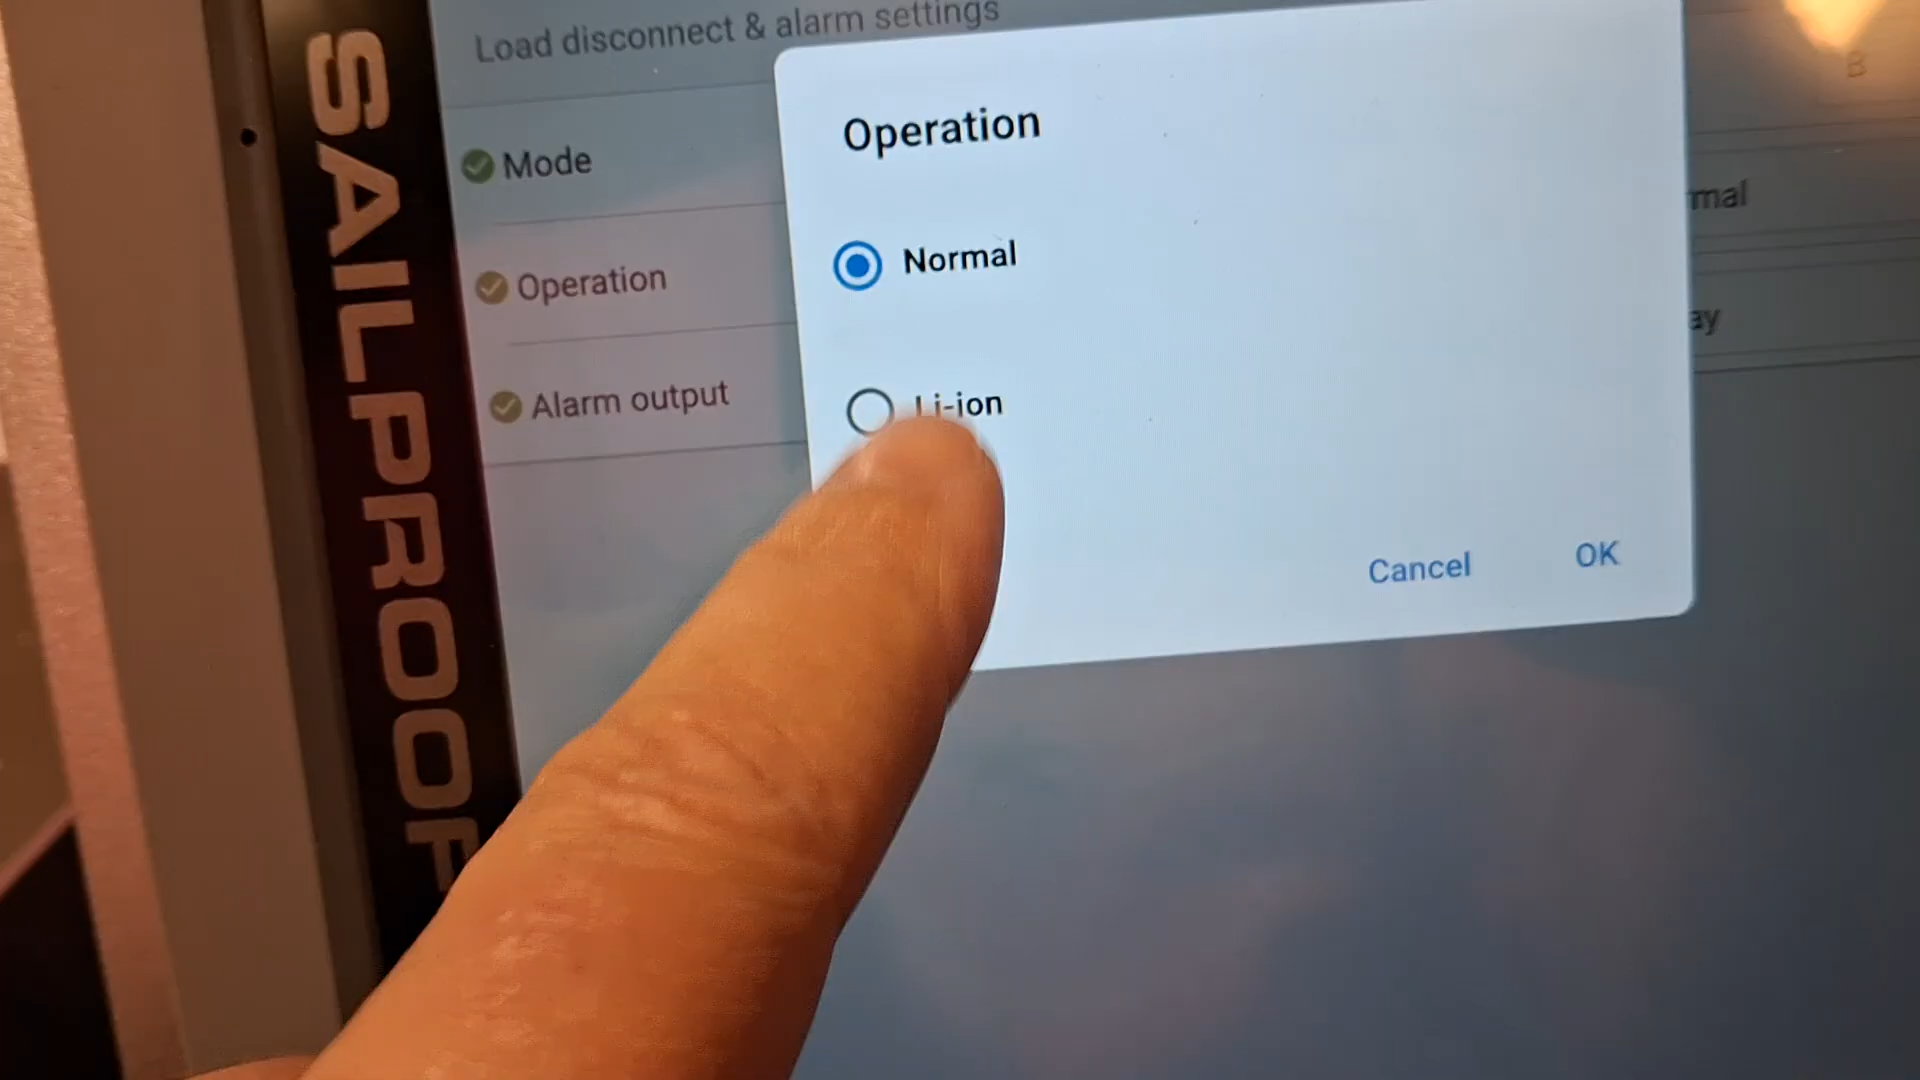 SAILPROOF
Load disconnect & alarm settings
Mode
B
Operation
mal
Alarm output
ay
Operation
Normal
Li-ion
Cancel
OK